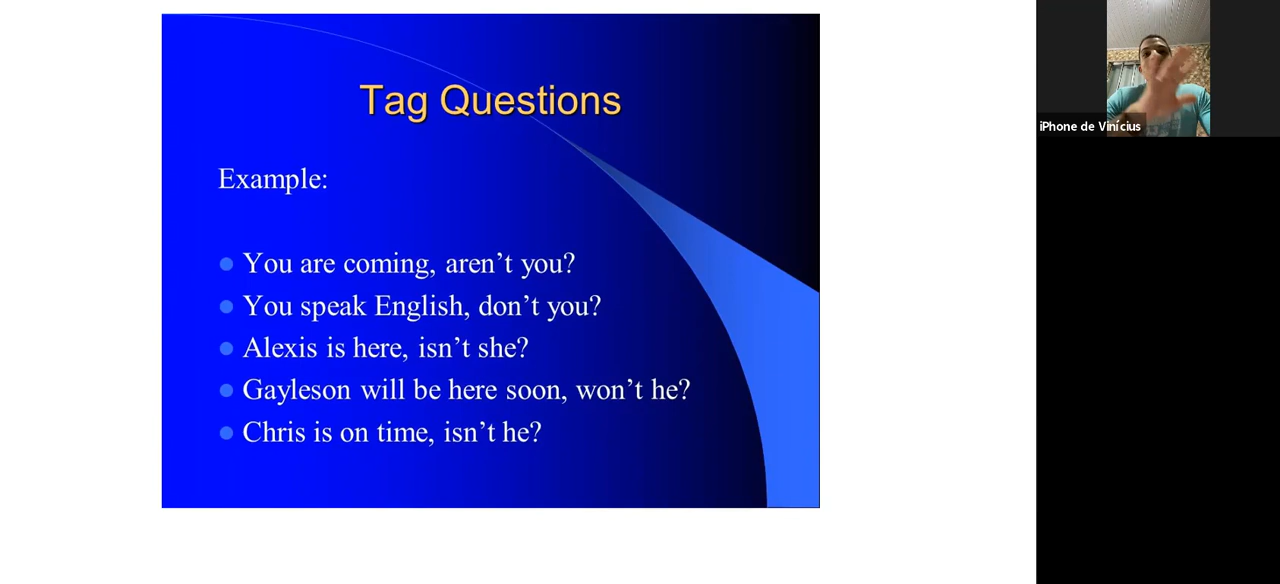 Tag Questions
Example:
You are coming, aren’t you?
You speak English, don’t you?
Alexis is here, isn’t she?
Gayleson will be here soon, won’t he?
Chris is on time, isn’t he?
iPhone de Vinícius